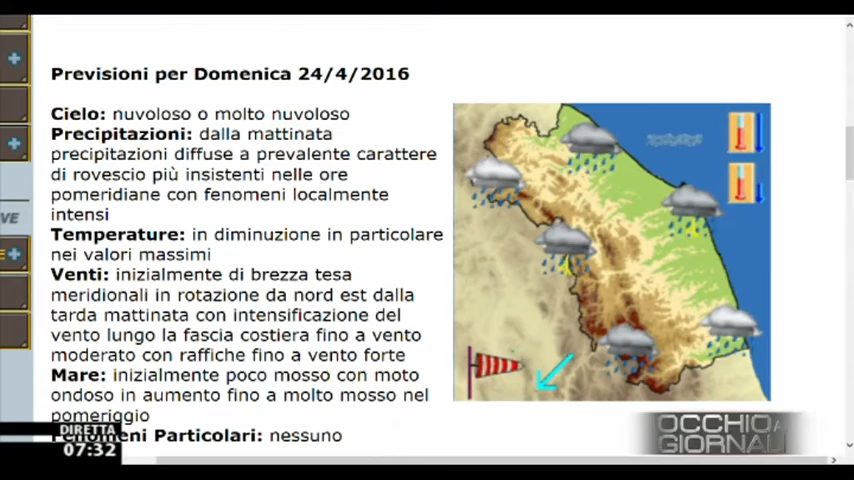 Previsioni per Domenica 24/4/2016
Cielo: nuvoloso o molto nuvoloso
Precipitazioni: dalla mattinata
precipitazioni diffuse a prevalente carattere
di rovescio più insistenti nelle ore
pomeridiane con fenomeni localmente
intensi
Temperature: in diminuzione in particolare
nei valori massimi
Venti: inizialmente di brezza tesa
meridionali in rotazione da nord est dalla
tarda mattinata con intensificazione del
vento lungo la fascia costiera fino a vento
moderato con raffiche fino a vento forte
Mare: inizialmente poco mosso con moto
ondoso in aumento fino a molto mosso nel
pomeriggio
Fenomeni Particolari: nessuno
VE
E
DIRETTA
07:32
OCCHIO AI
GIORNALI